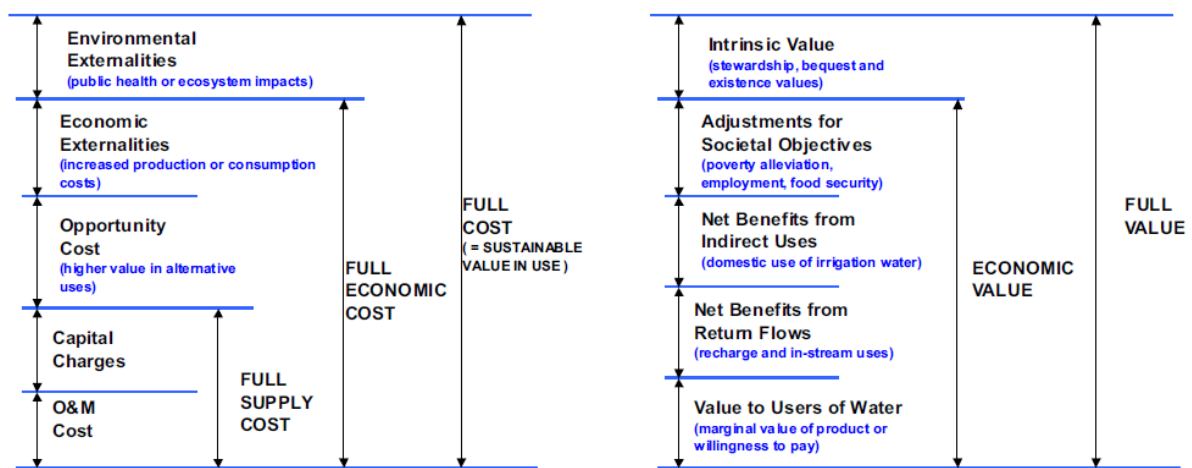 Environmental
Externalities
(public health or ecosystem impacts)
Economic
Externalities
(increased production or consumption
costs)
Opportunity
Cost
(higher value in alternative
uses)
Capital
Charges
O&M
Cost
FULL
SUPPLY
COST
FULL
ECONOMIC
COST
FULL
COST
( = SUSTAINABLE
VALUE IN USE )
Intrinsic Value
(stewardship, bequest and
existence values)
Adjustments for
Societal Objectives
(poverty alleviation,
employment, food security)
Net Benefits from
Indirect Uses
(domestic use of irrigation water)
Net Benefits from
Return Flows
(recharge and in-stream uses)
Value to Users of Water
(marginal value of product or
willingness to pay)
ECONOMIC
VALUE
FULL
VALUE